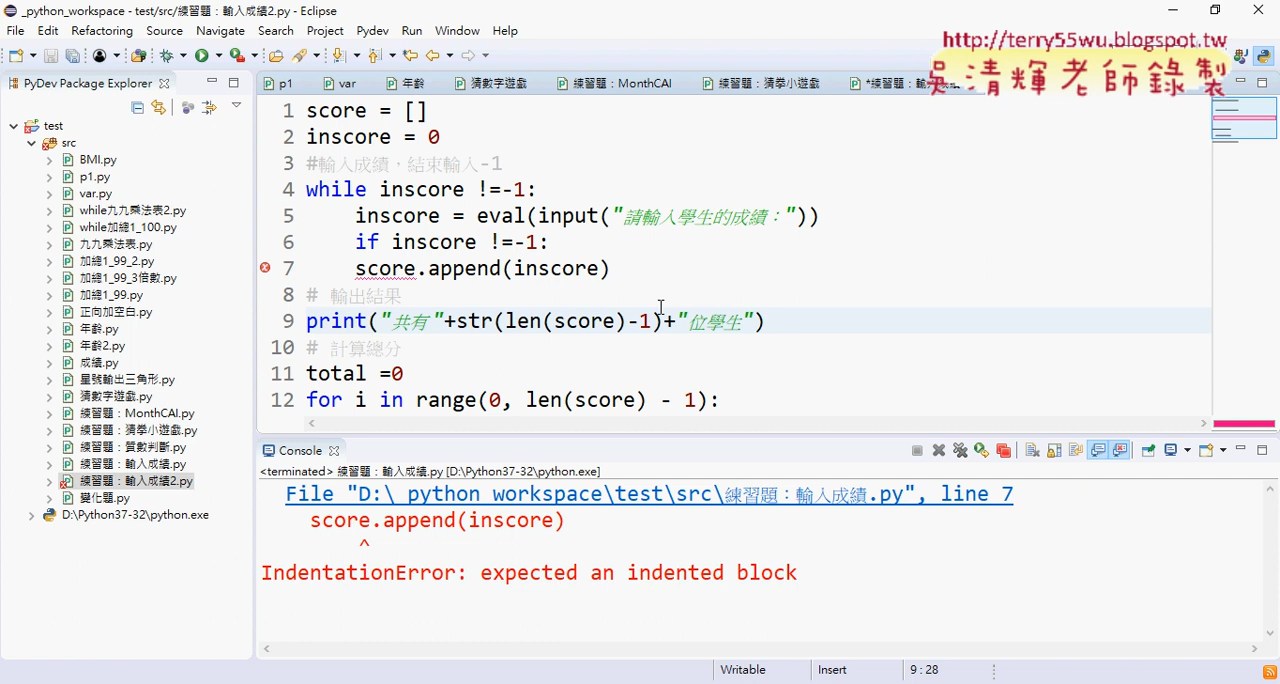 _python_workspace - test/src/練習題：輸入成績2.py - Eclipse
File Edit Refactoring Source Navigate Search Project Pydev Run Window Help
http://terry55wu.blogspot.tw
吳清輝老師錄製
PyDev Package Explorer
p1 var 年齡 猜數字遊戲 練習題：MonthCAI 練習題：猜拳小遊戲 *練習題：輸
test
src
BMI.py
p1.py
var.py
while九九乘法表2.py
while加總1_100.py
九九乘法表.py
加總1_99_2.py
加總1_99_3倍數.py
加總1_99.py
正向加空白.py
年齡.py
年齡2.py
成績.py
星號輸出三角形.py
猜數字遊戲.py
練習題：MonthCAI.py
練習題：猜拳小遊戲.py
練習題：質數判斷.py
練習題：輸入成績.py
練習題：輸入成績2.py
變化題.py
D:\Python37-32\python.exe
1 score = []
2 inscore = 0
3 #輸入成績，結束輸入-1
4 while inscore !=-1:
5 inscore = eval(input("請輸入學生的成績："))
6 if inscore !=-1:
7 score.append(inscore)
8 # 輸出結果
9 print("共有"+str(len(score)-1)+"位學生")
10 # 計算總分
11 total =0
12 for i in range(0, len(score) - 1):
Console
<terminated> 練習題：輸入成績.py [D:\Python37-32\python.exe]
File "D:\_python_workspace\test\src\練習題：輸入成績.py", line 7
score.append(inscore)
^
IndentationError: expected an indented block
Writable Insert 9 : 28